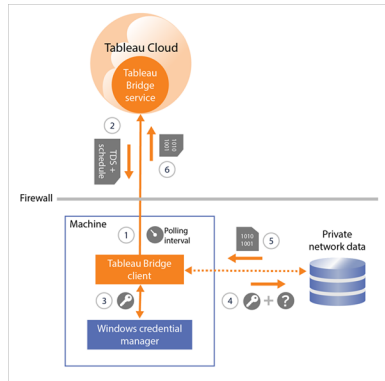 Tableau Cloud
Tableau
Bridge
service
2
TDS +
schedule
1010
1001
6
Firewall
Machine
1
Polling
interval
1010
1001
5
Private
network data
Tableau Bridge
client
3
4
+
?
Windows credential
manager